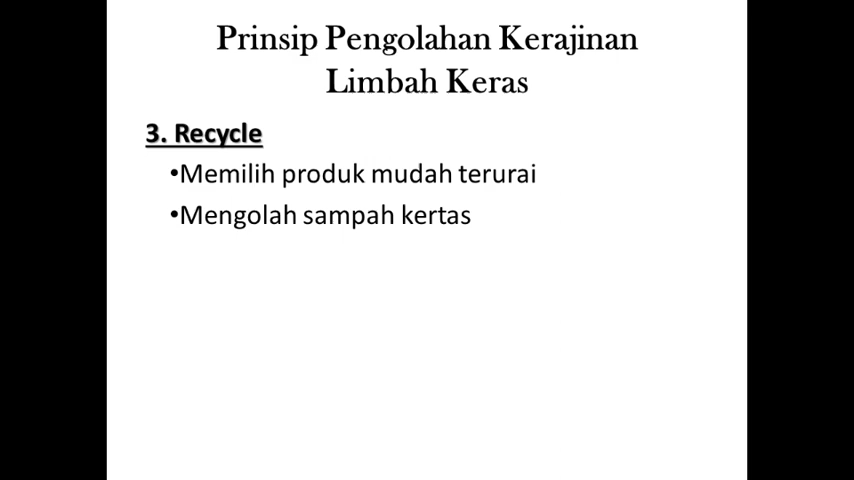 Prinsip Pengolahan Kerajinan
Limbah Keras
3. Recycle
•Memilih produk mudah terurai
•Mengolah sampah kertas